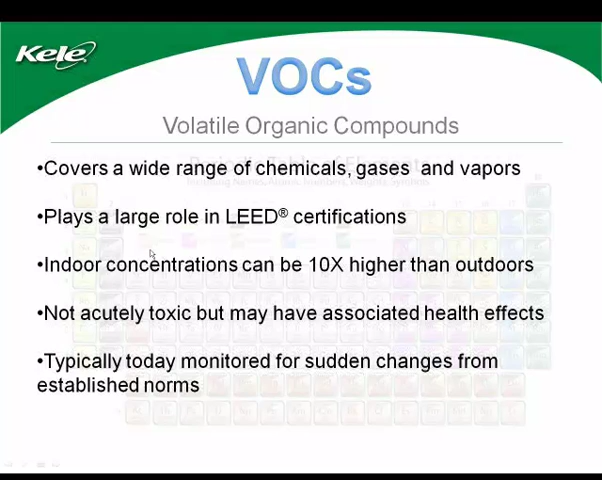 Kele
VOCs
Volatile Organic Compounds
•Covers a wide range of chemicals, gases and vapors
•Plays a large role in LEED® certifications
•Indoor concentrations can be 10X higher than outdoors
•Not acutely toxic but may have associated health effects
•Typically today monitored for sudden changes from
established norms